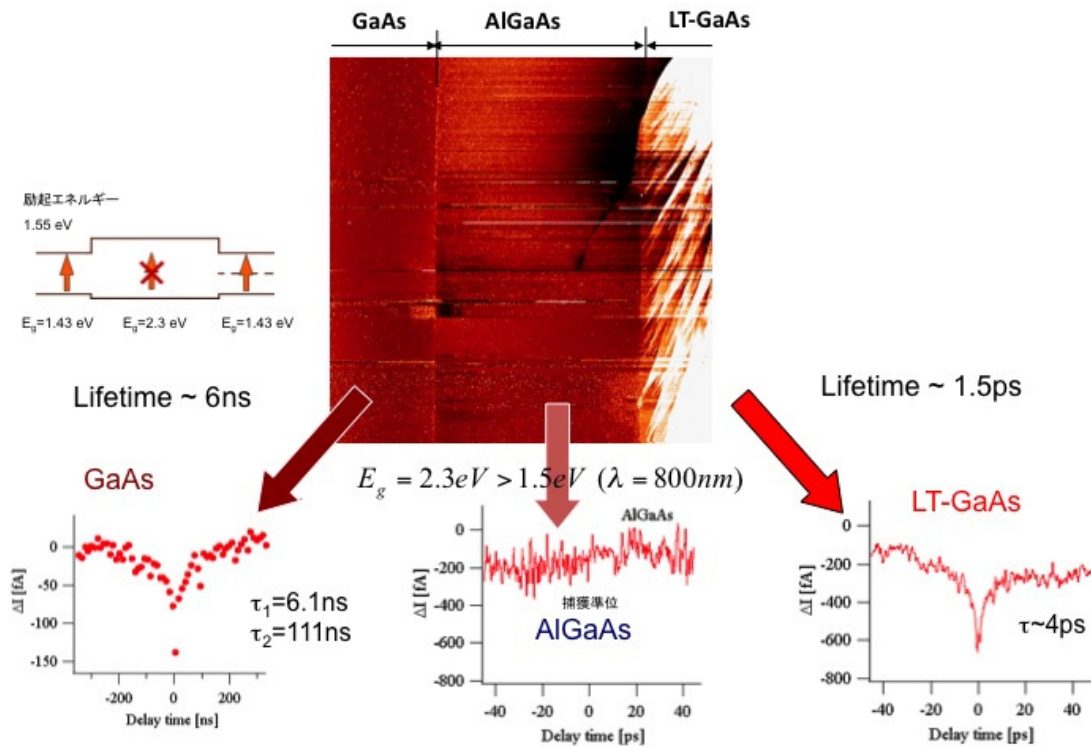 GaAs AlGaAs LT-GaAs
励起エネルギー
1.55 eV
E_g=1.43 eV E_g=2.3 eV E_g=1.43 eV
Lifetime ~ 6ns
Lifetime ~ 1.5ps
E_g = 2.3eV > 1.5eV (λ = 800nm)
GaAs
0
-50
-100
-150
ΔI [fA]
τ₁=6.1ns
τ₂=111ns
-200 0 200
Delay time [ns]
AlGaAs
0
-200
-400
-600
-800
ΔI [fA]
捕獲準位
AlGaAs
-40 -20 0 20 40
Delay time [ps]
LT-GaAs
0
-200
-400
-600
-800
ΔI [fA]
τ~4ps
-40 -20 0 20 40
Delay time [ps]